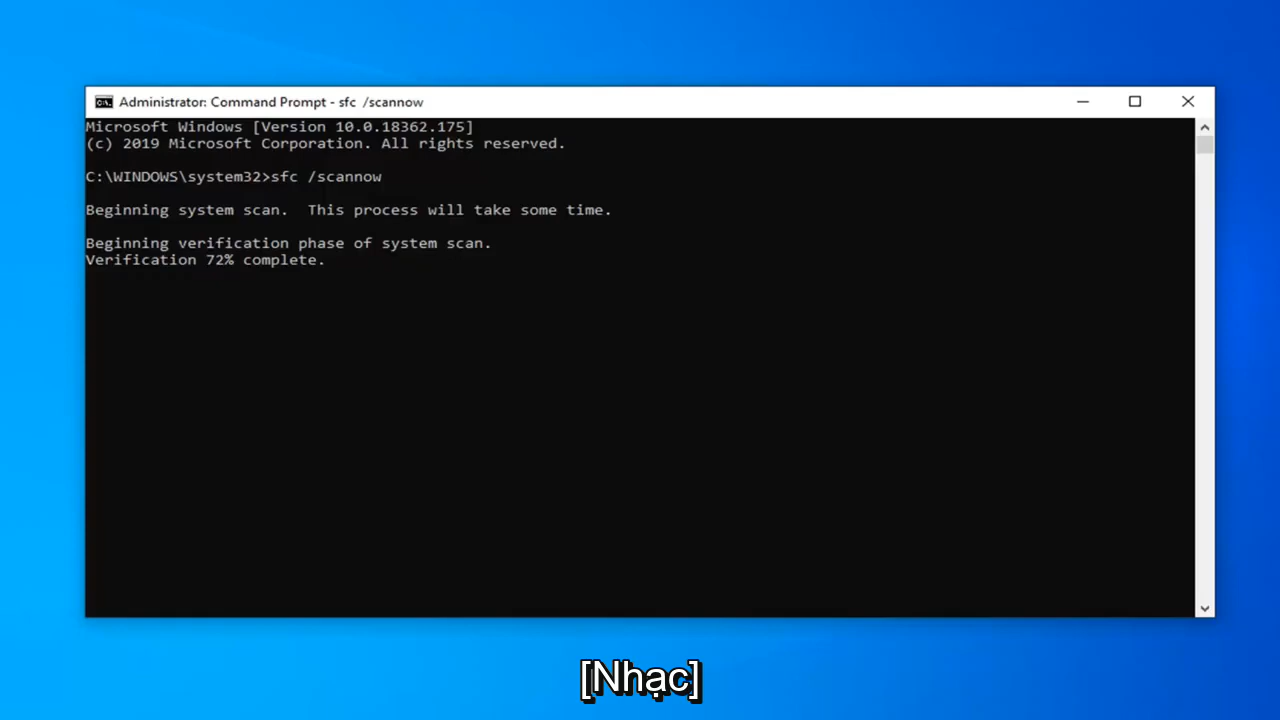 Administrator: Command Prompt - sfc  /scannow
Microsoft Windows [Version 10.0.18362.175]
(c) 2019 Microsoft Corporation. All rights reserved.
C:\WINDOWS\system32>sfc /scannow
Beginning system scan.  This process will take some time.
Beginning verification phase of system scan.
Verification 72% complete.
[Nhạc]